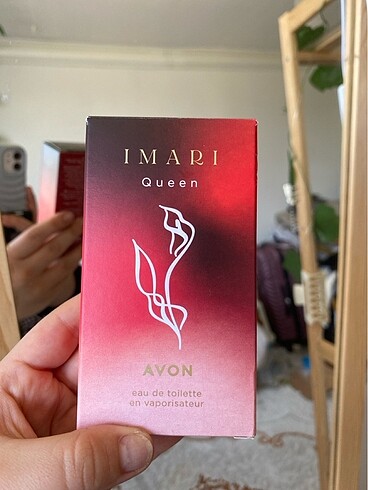 IMARI
Queen
AVON
eau de toilette
en vaporisateur